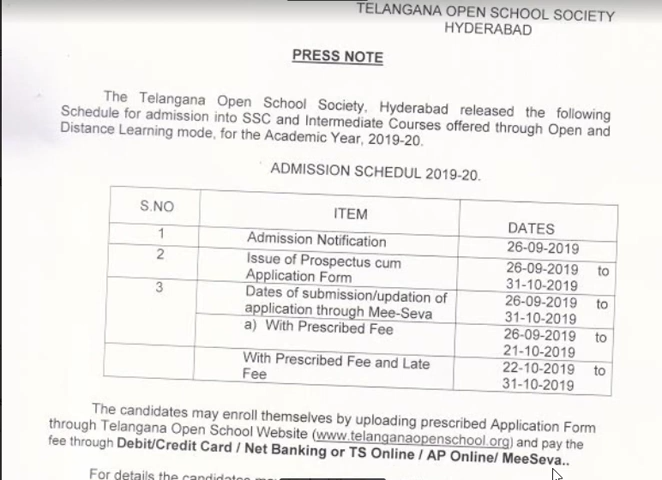 TELANGANA OPEN SCHOOL SOCIETY
HYDERABAD
PRESS NOTE
The Telangana Open School Society, Hyderabad released the following
Schedule for admission into SSC and Intermediate Courses offered through Open and
Distance Learning mode, for the Academic Year, 2019-20.
ADMISSION SCHEDUL 2019-20.
S.NO ITEM DATES
1 Admission Notification 26-09-2019
2 Issue of Prospectus cum 26-09-2019 to
Application Form 31-10-2019
3 Dates of submission/updation of 26-09-2019 to
application through Mee-Seva 31-10-2019
a) With Prescribed Fee 26-09-2019 to
21-10-2019
With Prescribed Fee and Late 22-10-2019 to
Fee 31-10-2019
The candidates may enroll themselves by uploading prescribed Application Form
through Telangana Open School Website (www.telanganaopenschool.org) and pay the
fee through Debit/Credit Card / Net Banking or TS Online / AP Online/ MeeSeva..
For details the candidates